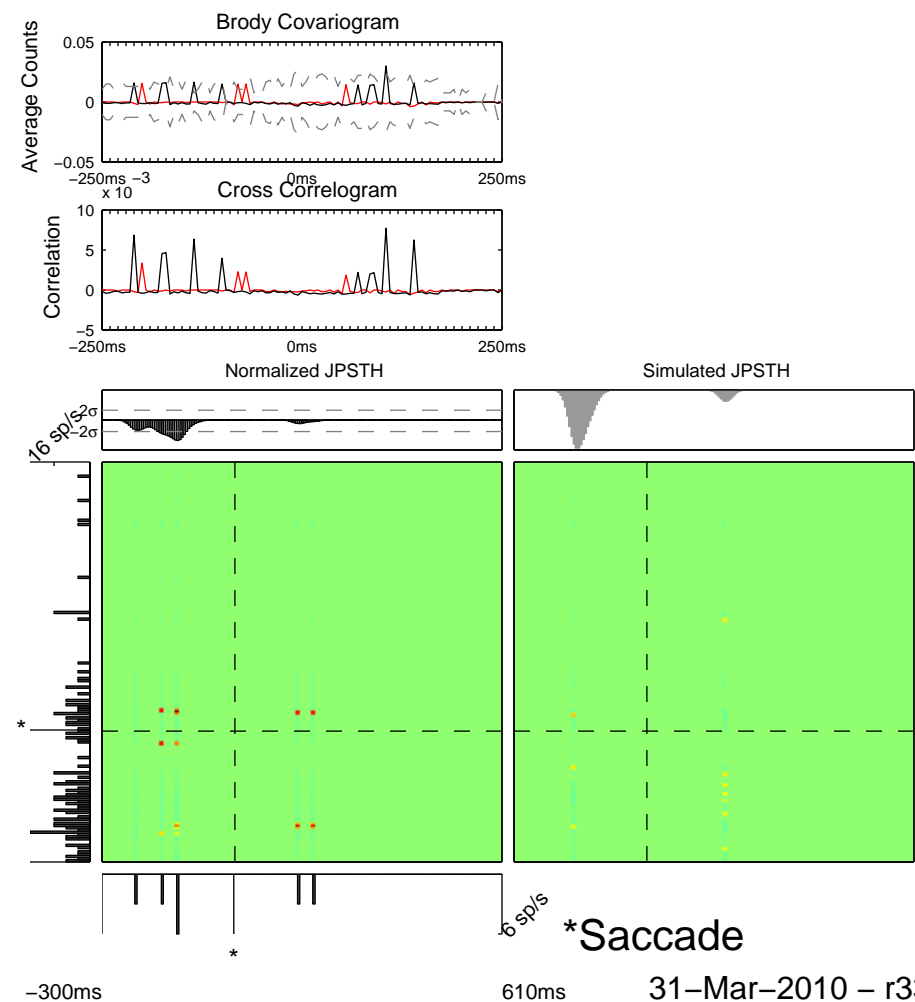 Brody Covariogram
Average Counts
0.05
0
−0.05
−250ms
0ms
250ms
x 10 −3
Cross Correlogram
Correlation
10
5
0
−5
−250ms
0ms
250ms
Normalized JPSTH
Simulated JPSTH
2σ
−2σ
16 sp/s
*
6 sp/s
*
*Saccade
−300ms
610ms
31−Mar−2010 − r33